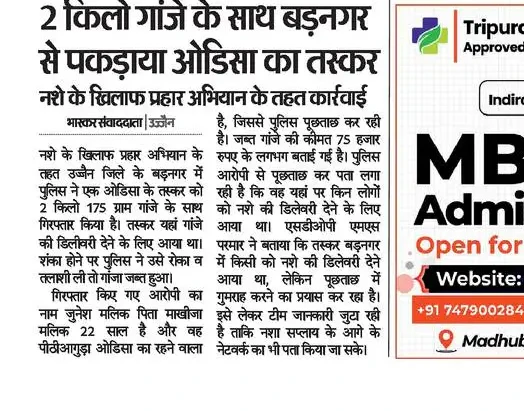 2 किलो गांजे के साथ बड़नगर
से पकड़ाया ओडिसा का तस्कर
नशे के खिलाफ प्रहार अभियान के तहत कार्रवाई
भास्कर संवाददाता | उज्जैन
नशे के खिलाफ प्रहार अभियान के
तहत उज्जैन जिले के बड़नगर में
पुलिस ने एक ओडिसा के तस्कर को
2 किलो 175 ग्राम गांजे के साथ
गिरफ्तार किया है। तस्कर यहां गांजे
की डिलीवरी देने के लिए आया था।
शंका होने पर पुलिस ने उसे रोका व
तलाशी ली तो गांजा जब्त हुआ।
गिरफ्तार किए गए आरोपी का
नाम जुनेश मलिक पिता माखीजा
मलिक 22 साल है और वह
पीठीआगुड़ा ओडिसा का रहने वाला
है, जिससे पुलिस पूछताछ कर रही
है। जब्त गांजे की कीमत 75 हजार
रुपए के लगभग बताई गई है। पुलिस
आरोपी से पूछताछ कर पता लगा
रही है कि वह यहां पर किन लोगों
को नशे की डिलेवरी देने के लिए
आया था। एसडीओपी एमएस
परमार ने बताया कि तस्कर बड़नगर
में किसी को नशे की डिलेवरी देने
आया था, लेकिन पूछताछ में
गुमराह करने का प्रयास कर रहा है।
इसे लेकर टीम जानकारी जुटा रही
है ताकि नशा सप्लाय के आगे के
नेटवर्क का भी पता किया जा सके।
Tripura
Approved
Indira
MB
Admi
Open for
Website:
+91 747900284
Madhub